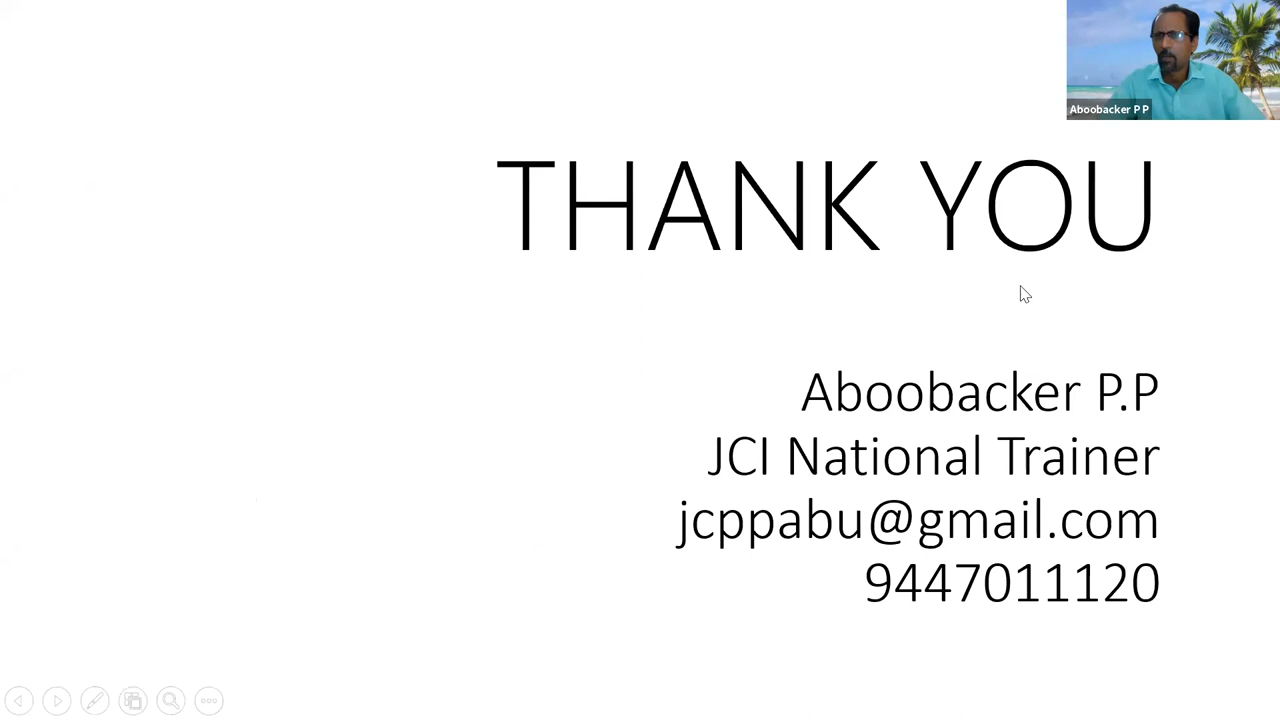 Aboobacker P P
THANK YOU
Aboobacker P.P
JCI National Trainer
jcppabu@gmail.com
9447011120